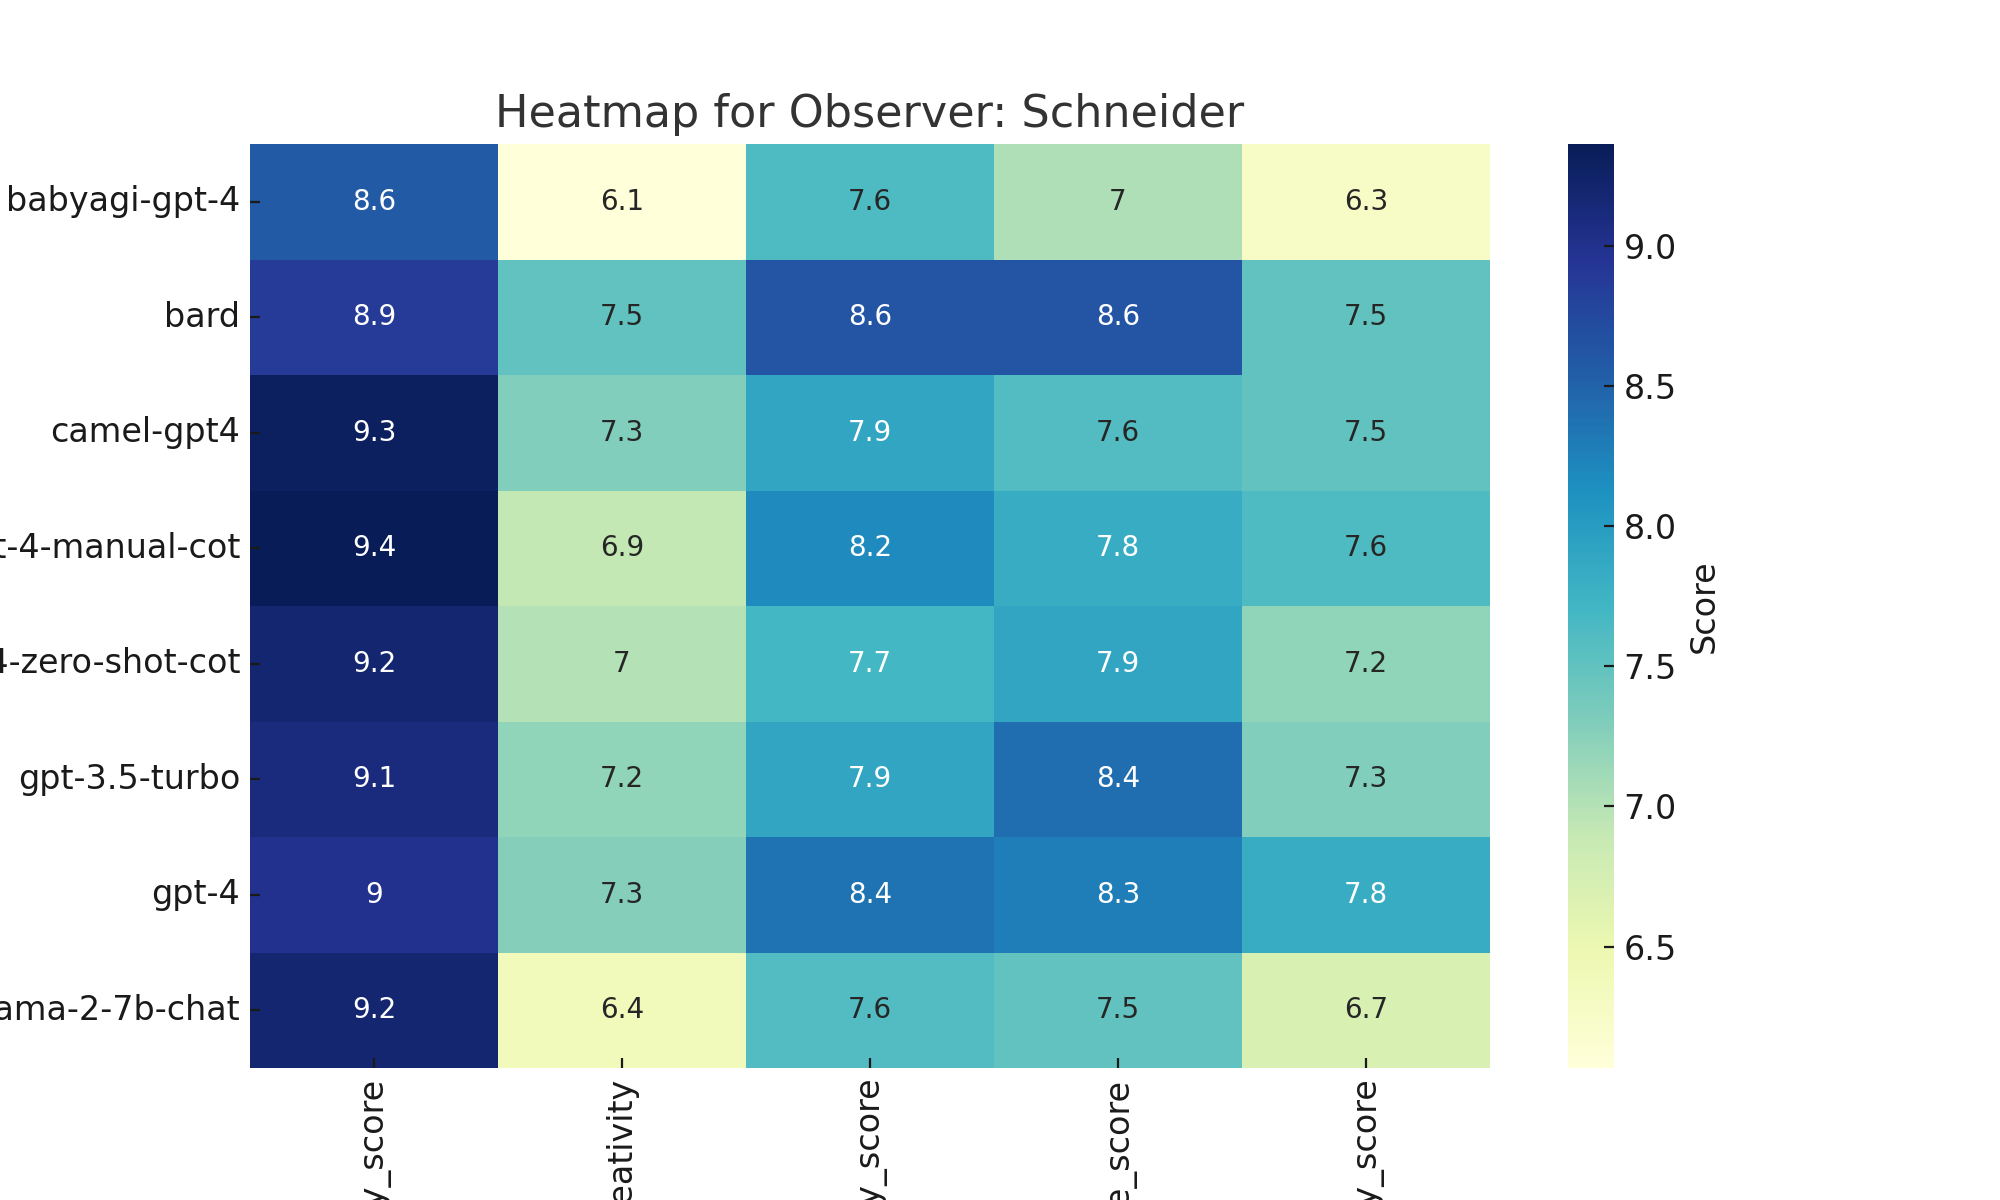 Heatmap for Observer: Schneider
babyagi-gpt-4 8.6 6.1 7.6 7 6.3
bard 8.9 7.5 8.6 8.6 7.5
camel-gpt4 9.3 7.3 7.9 7.6 7.5
t-4-manual-cot 9.4 6.9 8.2 7.8 7.6
4-zero-shot-cot 9.2 7 7.7 7.9 7.2
gpt-3.5-turbo 9.1 7.2 7.9 8.4 7.3
gpt-4 9 7.3 8.4 8.3 7.8
ama-2-7b-chat 9.2 6.4 7.6 7.5 6.7
y_score
eativity
y_score
e_score
y_score
9.0
8.5
8.0
7.5
7.0
6.5
Score